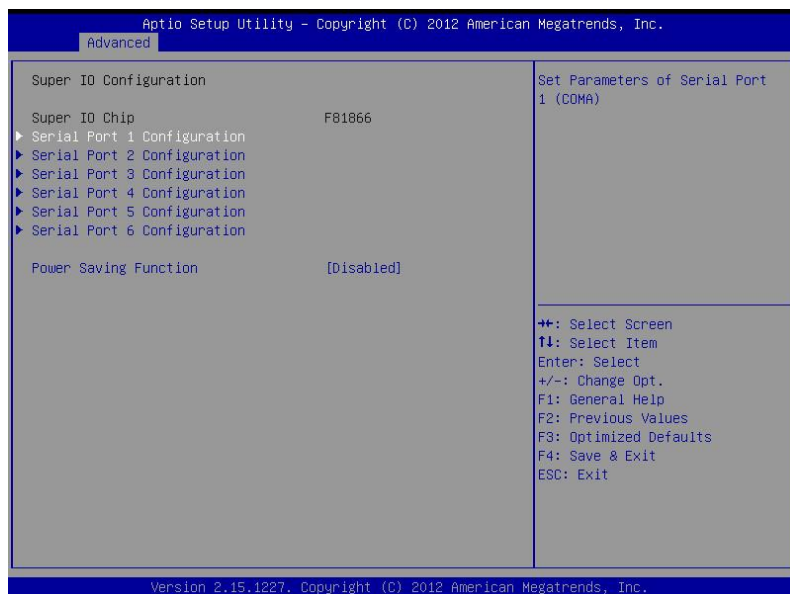 Aptio Setup Utility – Copyright (C) 2012 American Megatrends, Inc.
Advanced
Super IO Configuration
Super IO Chip F81866
Serial Port 1 Configuration
Serial Port 2 Configuration
Serial Port 3 Configuration
Serial Port 4 Configuration
Serial Port 5 Configuration
Serial Port 6 Configuration
Power Saving Function [Disabled]
Set Parameters of Serial Port
1 (COMA)
→←: Select Screen
↑↓: Select Item
Enter: Select
+/-: Change Opt.
F1: General Help
F2: Previous Values
F3: Optimized Defaults
F4: Save & Exit
ESC: Exit
Version 2.15.1227. Copyright (C) 2012 American Megatrends, Inc.